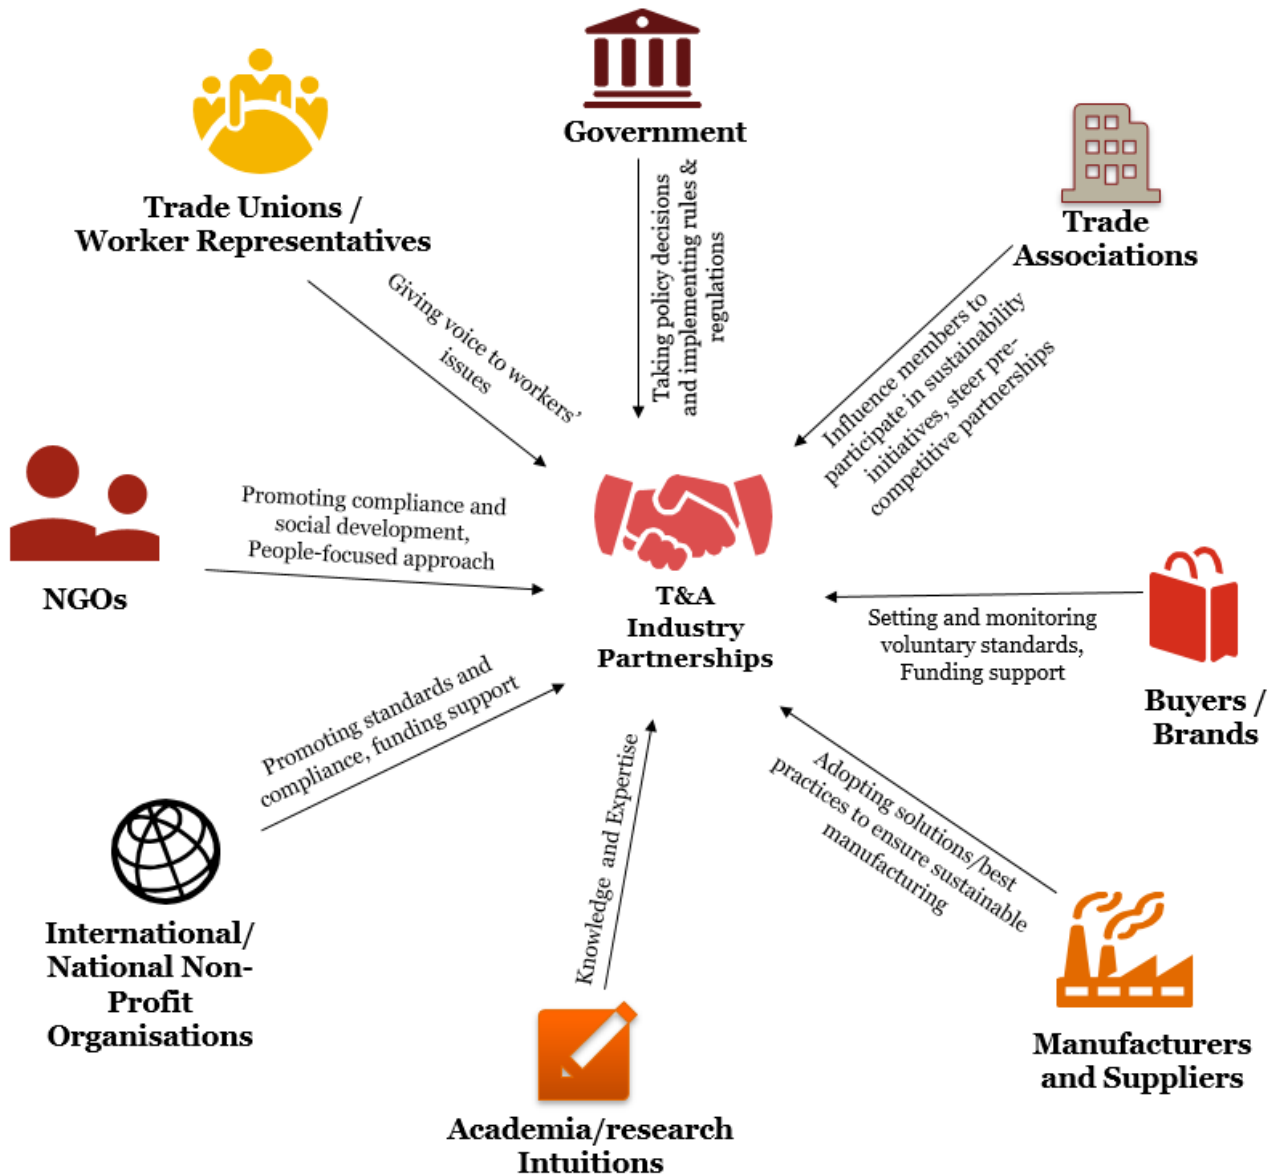 Government
Trade Unions /
Worker Representatives
Trade
Associations
Taking policy decisions
and implementing rules &
regulations
Giving voice to workers’
issues
Influence members to
participate in sustainability
initiatives, steer pre-
competitive partnerships
Promoting compliance and
social development,
People-focused approach
NGOs
T&A
Industry
Partnerships
Setting and monitoring
voluntary standards,
Funding support
Buyers /
Brands
Promoting standards and
compliance, funding support
Knowledge and Expertise
Adopting solutions/best
practices to ensure sustainable
manufacturing
International/
National Non-
Profit
Organisations
Manufacturers
and Suppliers
Academia/research
Intuitions